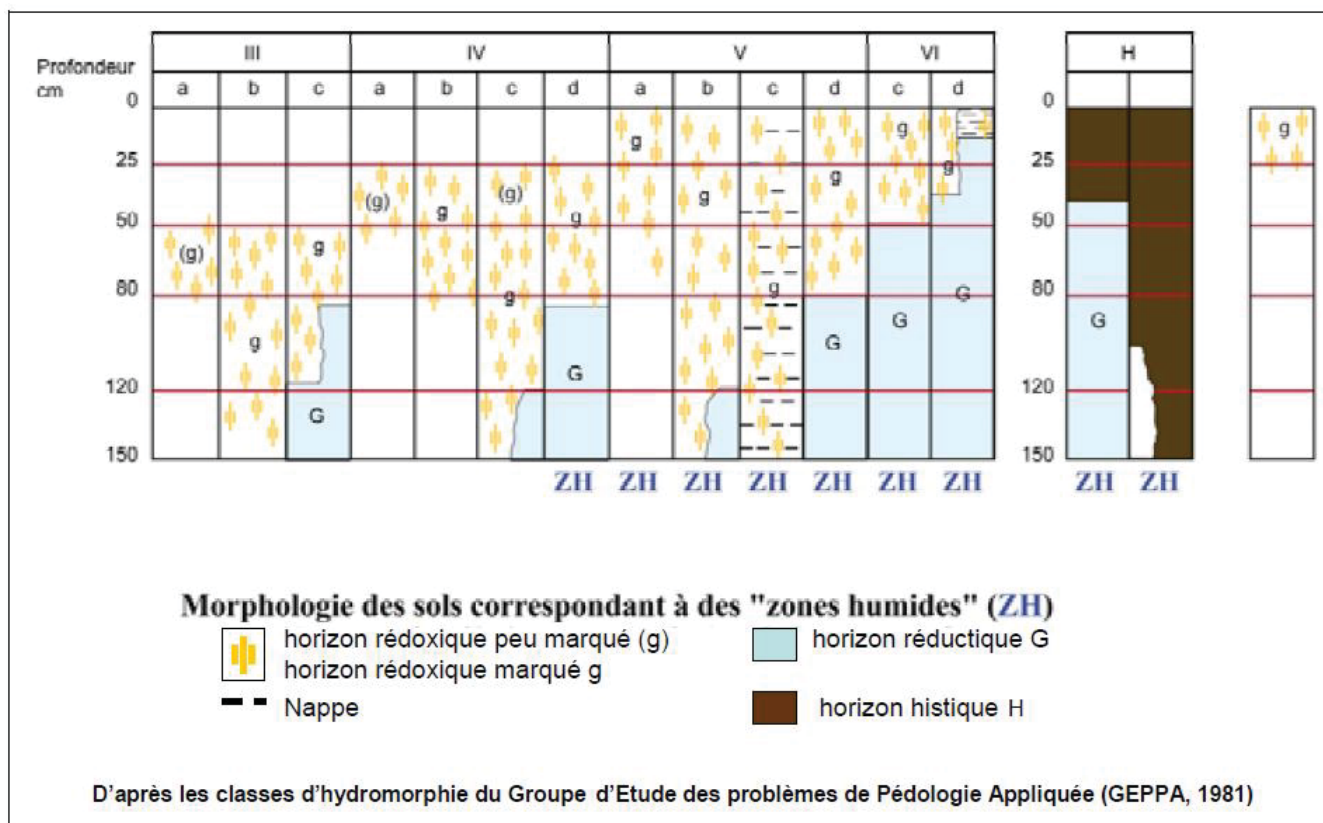 III IV V VI H
Profondeur
cm
a b c a b c d a b c d c d
0 0
g g g
25 25
(g) g (g) g g g g
50 50
(g) g
80 g g G 80
g G G G
G
120 120
G
150 150
ZH ZH ZH ZH ZH ZH ZH ZH ZH
Morphologie des sols correspondant à des "zones humides" (ZH)
horizon rédoxique peu marqué (g) horizon réductique G
horizon rédoxique marqué g
Nappe horizon histique H
D'après les classes d'hydromorphie du Groupe d'Etude des problèmes de Pédologie Appliquée (GEPPA, 1981)